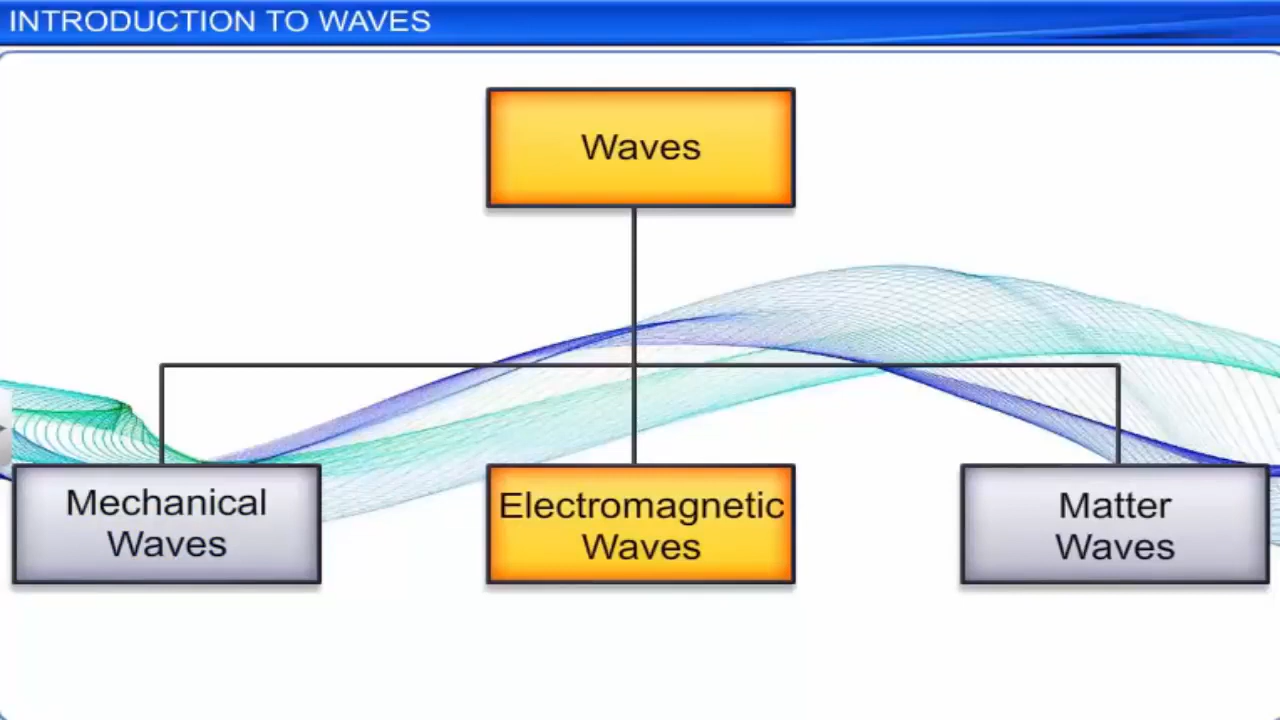 INTRODUCTION TO WAVES
Waves
Mechanical
Waves
Electromagnetic
Waves
Matter
Waves